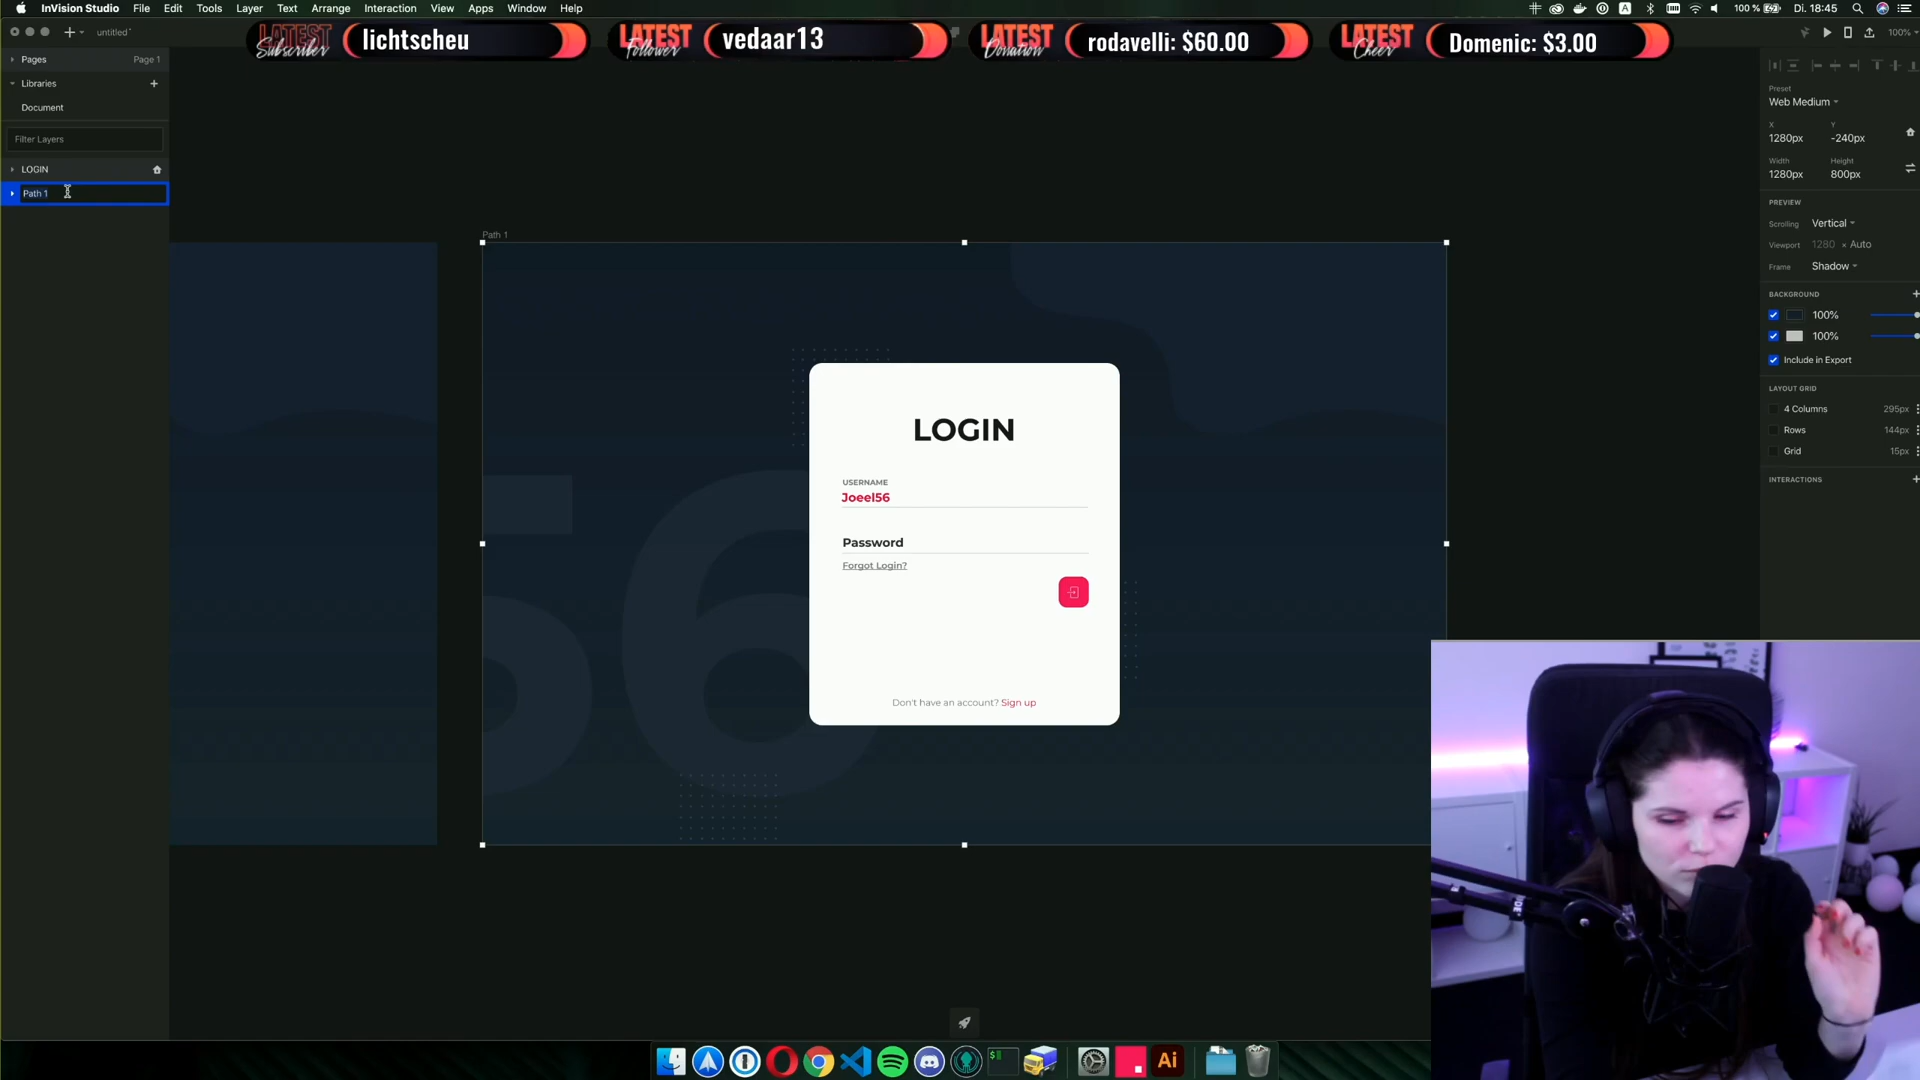 InVision Studio File Edit Tools Layer Text Arrange Interaction View Apps Window Help
100 % Di. 18:45
untitled
LATEST Subscriber lichtscheu
LATEST Follower vedaar13
LATEST Donation rodavelli: $60.00
LATEST Cheer Domenic: $3.00
100%
Pages Page 1
Libraries
Document
Filter Layers
LOGIN
Path 1
Path 1
56
LOGIN
USERNAME
Joeel56
Password
Forgot Login?
Don't have an account? Sign up
Preset
Web Medium
X Y
1280px -240px
Width Height
1280px 800px
PREVIEW
Scrolling Vertical
Viewport 1280 × Auto
Frame Shadow
BACKGROUND
100%
100%
Include in Export
LAYOUT GRID
4 Columns 295px
Rows 144px
Grid 15px
INTERACTIONS
Ai